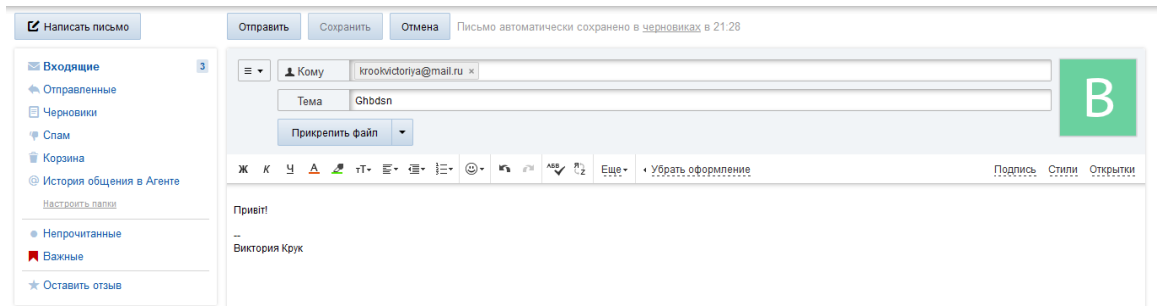 Написать письмо
Отправить Сохранить Отмена Письмо автоматически сохранено в черновиках в 21:28
Входящие 3
Отправленные
Черновики
Спам
Корзина
История общения в Агенте
Настроить папки
Непрочитанные
Важные
Оставить отзыв
Кому krookvictoriya@mail.ru ×
Тема Ghbdsn
Прикрепить файл
В
Ж К Ч А тТ ABC Еще Убрать оформление Подпись Стили Открытки
Привіт!
--
Виктория Крук